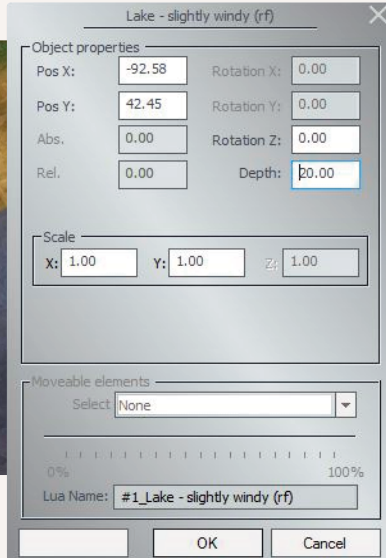 Lake - slightly windy (rf)
Object properties
Pos X: -92.58 Rotation X: 0.00
Pos Y: 42.45 Rotation Y: 0.00
Abs. 0.00 Rotation Z: 0.00
Rel. 0.00 Depth: 20.00
Scale
X: 1.00 Y: 1.00 Z: 1.00
Moveable elements
Select None
0% 100%
Lua Name: #1_Lake - slightly windy (rf)
OK Cancel